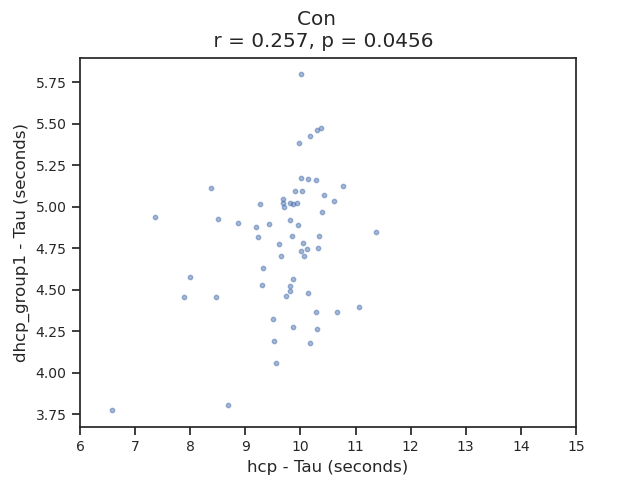 Con
r = 0.257, p = 0.0456
dhcp_group1 - Tau (seconds)
5.75
5.50
5.25
5.00
4.75
4.50
4.25
4.00
3.75
6 7 8 9 10 11 12 13 14 15
hcp - Tau (seconds)